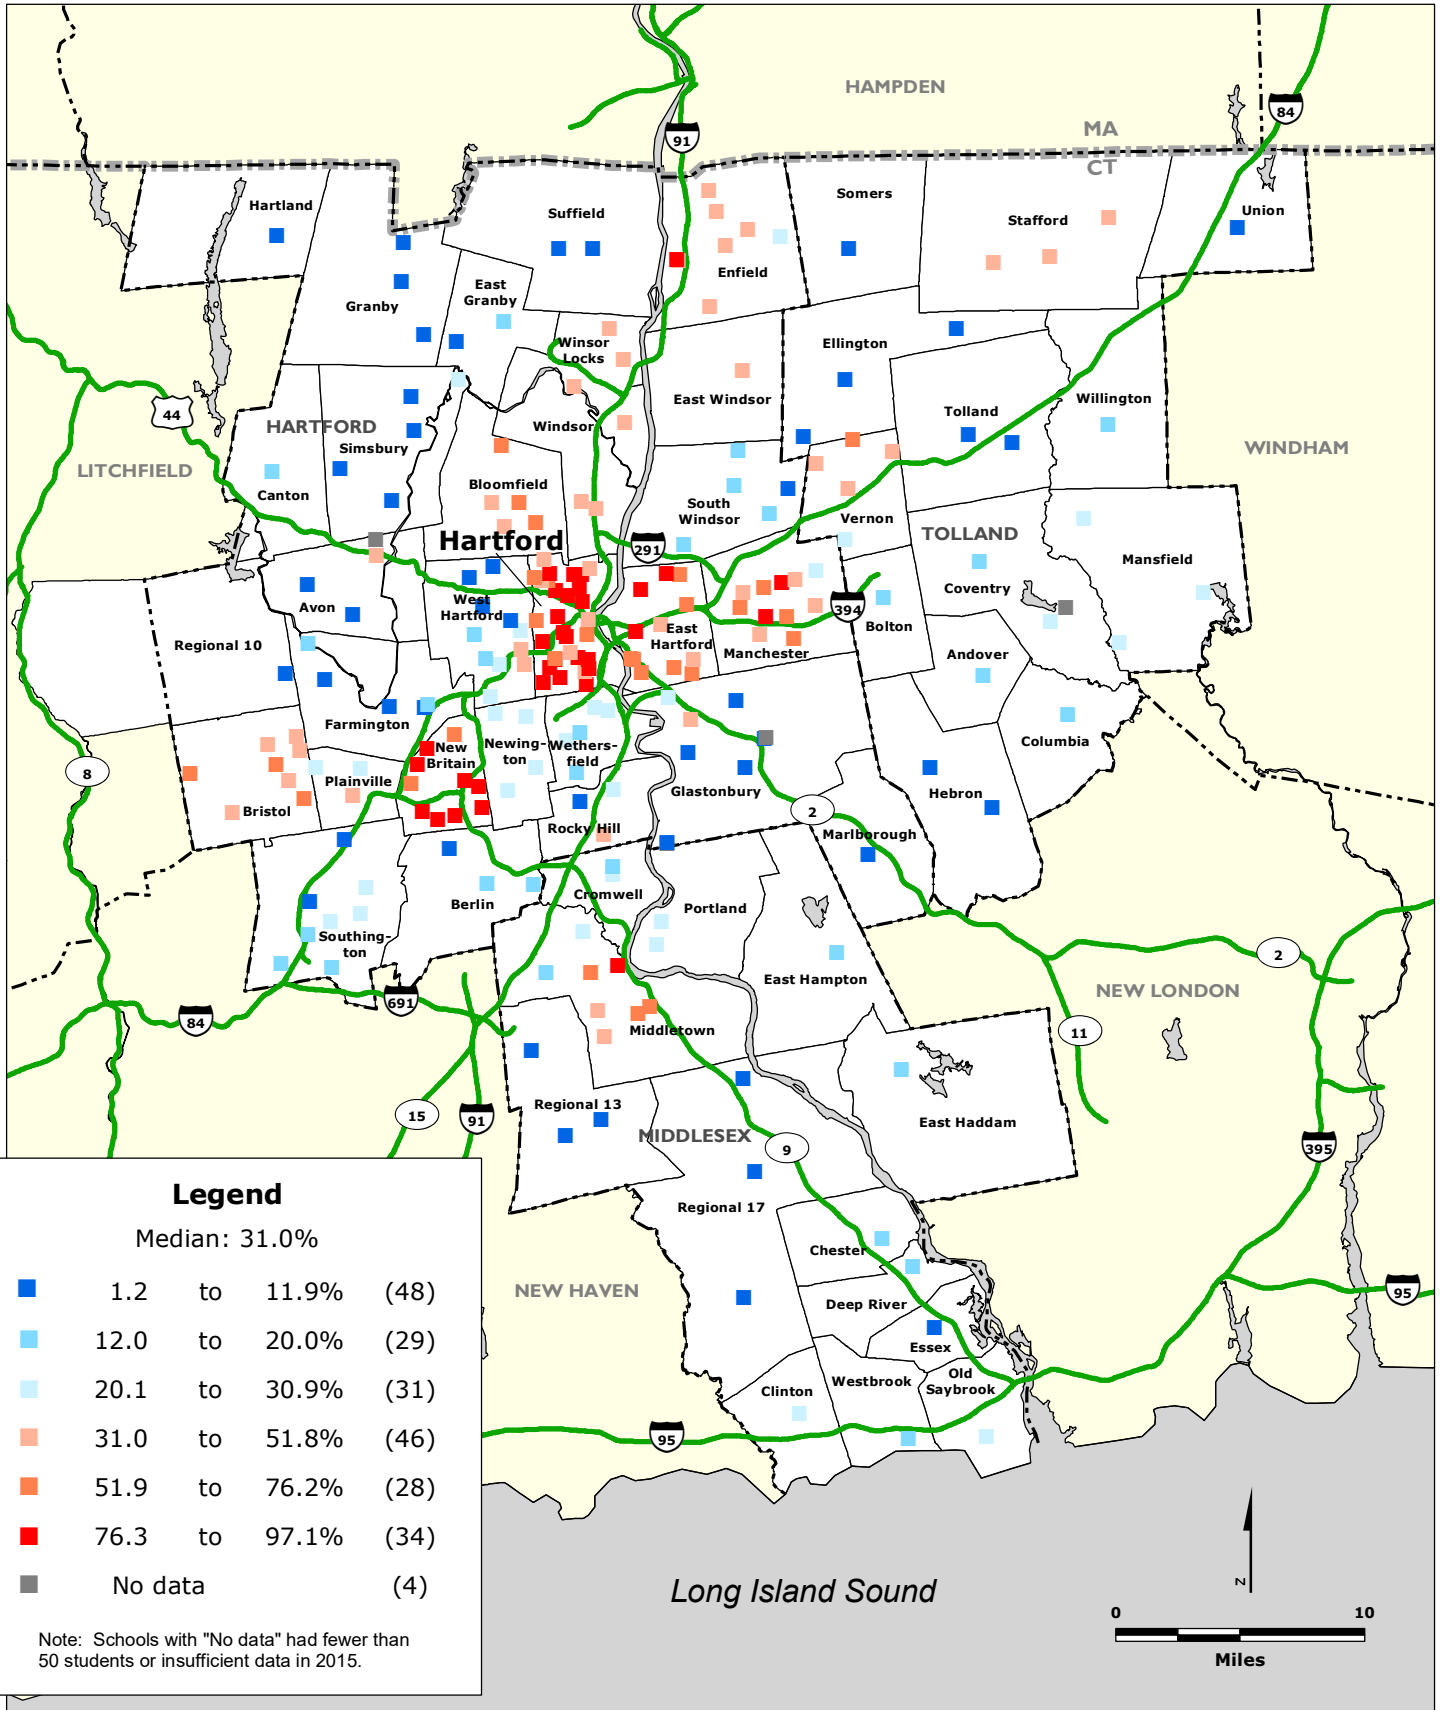 HAMPDEN
84
91
MA
CT
Somers
Hartland
Suffield
Stafford
Union
Enfield
East
Granby
Granby
Winsor
Locks
Ellington
East Windsor
Willington
44
HARTFORD
Windsor
Tolland
Simsbury
WINDHAM
LITCHFIELD
Canton
Bloomfield
South
Windsor
Vernon
Hartford
291
TOLLAND
Mansfield
Coventry
Avon
West
Hartford
394
Bolton
Regional 10
East
Hartford
Manchester
Andover
Farmington
Columbia
New
Britain
Newing-
ton
Wethers-
field
8
Plainville
Glastonbury
Hebron
Bristol
2
Rocky Hill
Marlborough
Cromwell
Berlin
Portland
Southing-
ton
2
East Hampton
NEW LONDON
691
84
Middletown
11
15
91
Regional 13
East Haddam
MIDDLESEX
9
395
Regional 17
Chester
NEW HAVEN
95
Deep River
Essex
Westbrook
Old
Saybrook
Clinton
95
Legend
Median: 31.0%
1.2 to 11.9% (48)
12.0 to 20.0% (29)
20.1 to 30.9% (31)
31.0 to 51.8% (46)
51.9 to 76.2% (28)
76.3 to 97.1% (34)
No data (4)
Note: Schools with "No data" had fewer than
50 students or insufficient data in 2015.
Long Island Sound
N
0 10
Miles